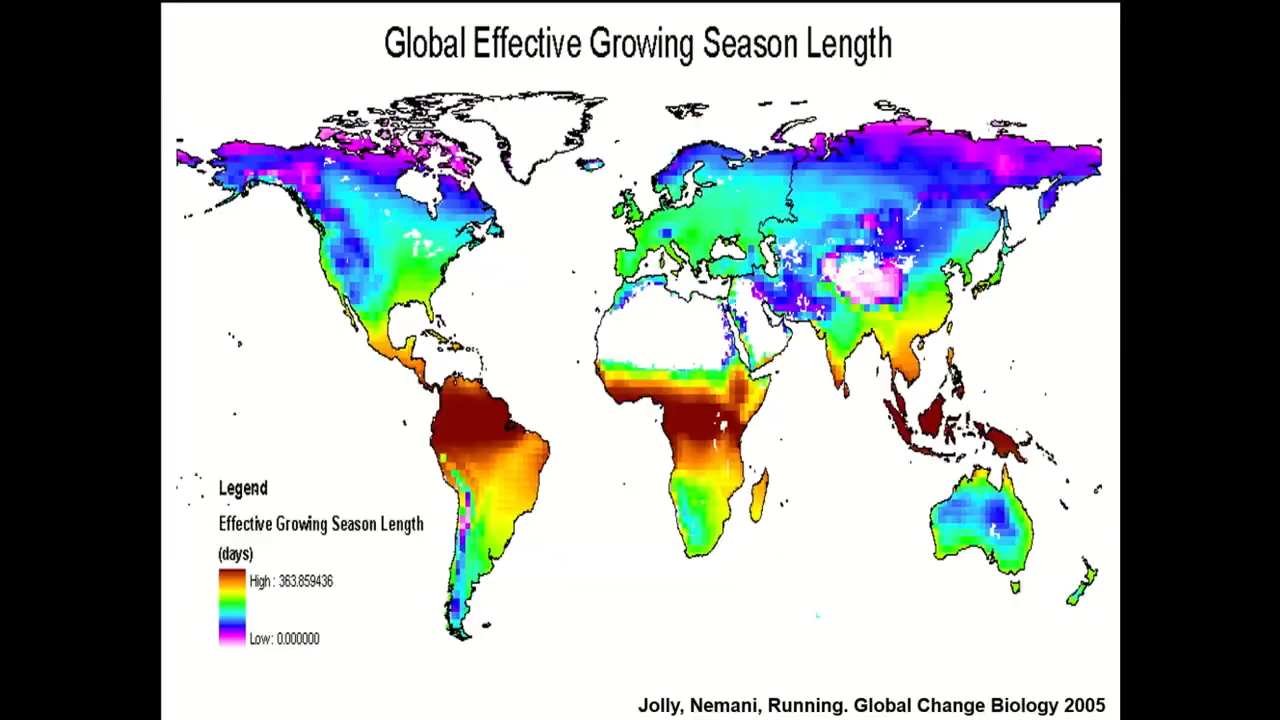 Global Effective Growing Season Length
Legend
Effective Growing Season Length
(days)
High : 363.859436
Low : 0.000000
Jolly, Nemani, Running. Global Change Biology 2005